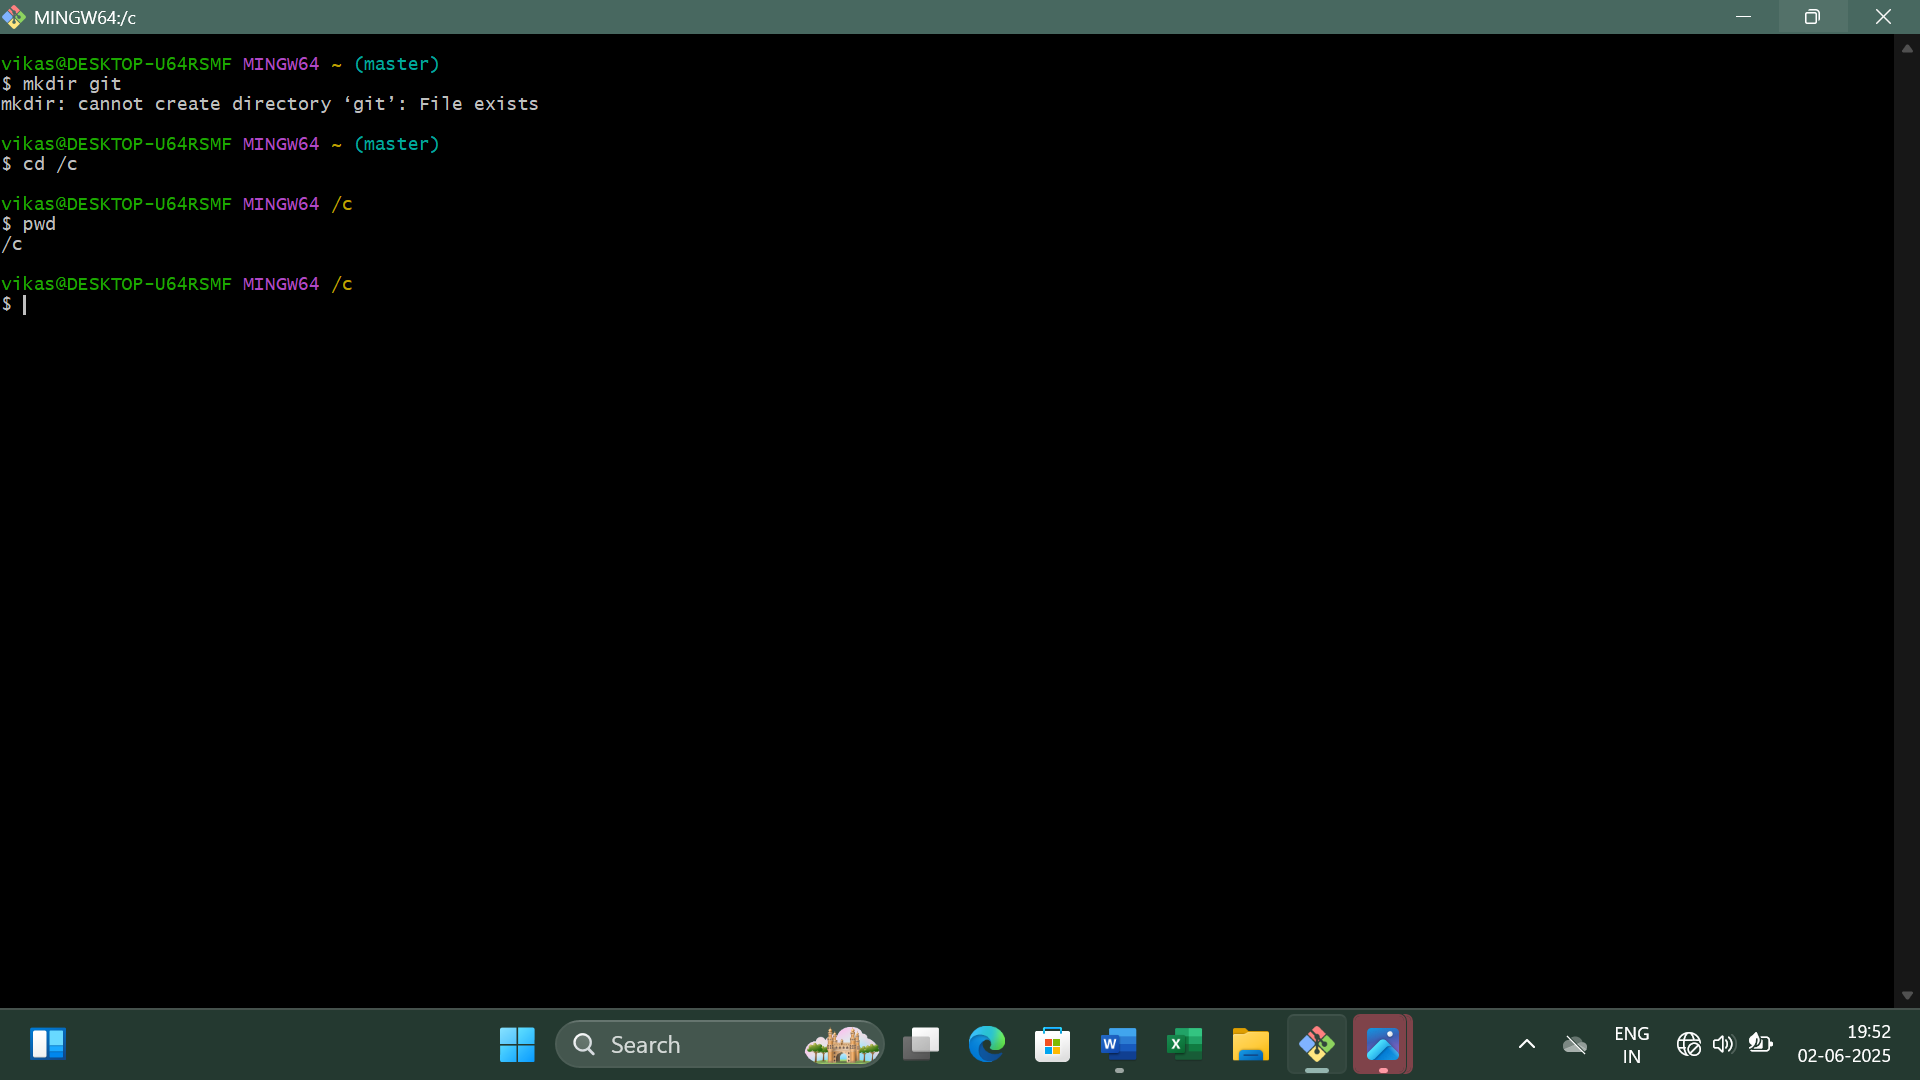 MINGW64:/c
vikas@DESKTOP-U64RSMF MINGW64 ~ (master)
$ mkdir git
mkdir: cannot create directory ‘git’: File exists
vikas@DESKTOP-U64RSMF MINGW64 ~ (master)
$ cd /c
vikas@DESKTOP-U64RSMF MINGW64 /c
$ pwd
/c
vikas@DESKTOP-U64RSMF MINGW64 /c
$
Search
W
X
ENG
IN
19:52
02-06-2025